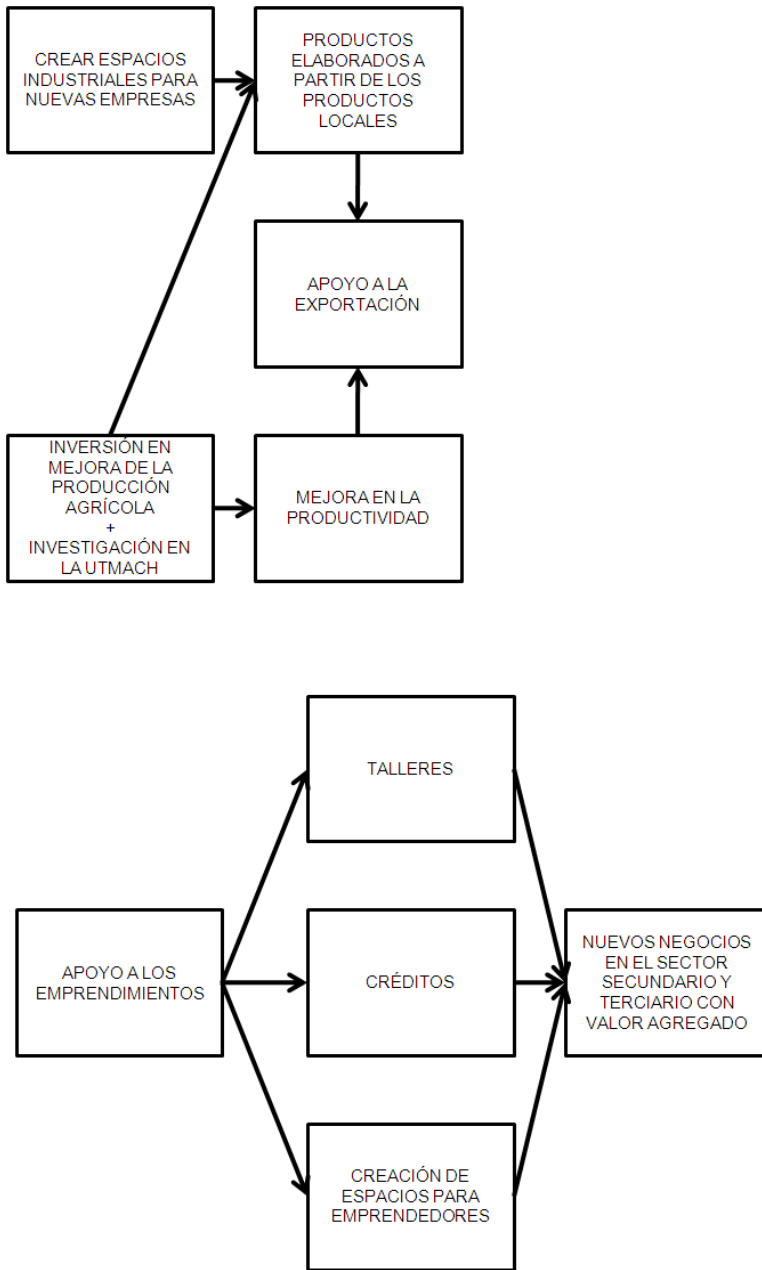 CREAR ESPACIOS
INDUSTRIALES PARA
NUEVAS EMPRESAS
PRODUCTOS
ELABORADOS A
PARTIR DE LOS
PRODUCTOS
LOCALES
APOYO A LA
EXPORTACIÓN
INVERSIÓN EN
MEJORA DE LA
PRODUCCIÓN
AGRÍCOLA
+
INVESTIGACIÓN EN
LA UTMACH
MEJORA EN LA
PRODUCTIVIDAD
TALLERES
APOYO A LOS
EMPRENDIMIENTOS
CRÉDITOS
NUEVOS NEGOCIOS
EN EL SECTOR
SECUNDARIO Y
TERCIARIO CON
VALOR AGREGADO
CREACIÓN DE
ESPACIOS PARA
EMPRENDEDORES